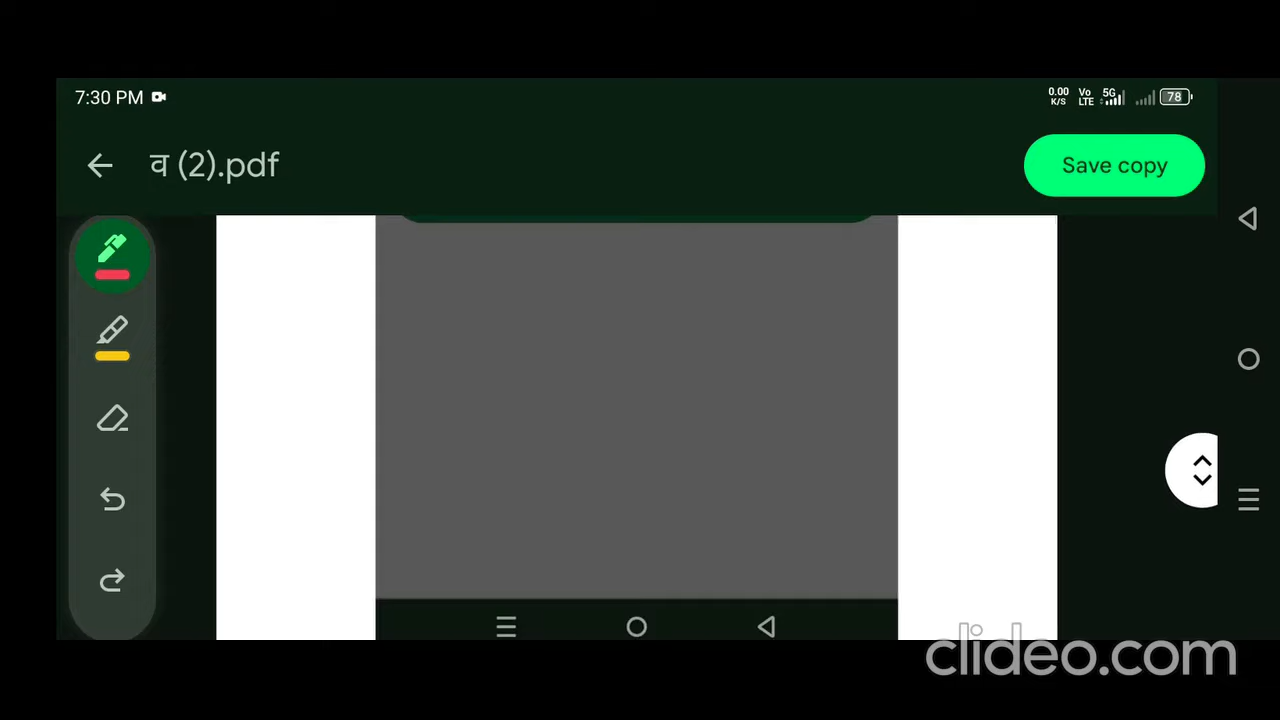 7:30 PM
0.00 K/S Vo LTE 5G 78
व (2).pdf
Save copy
clideo.com